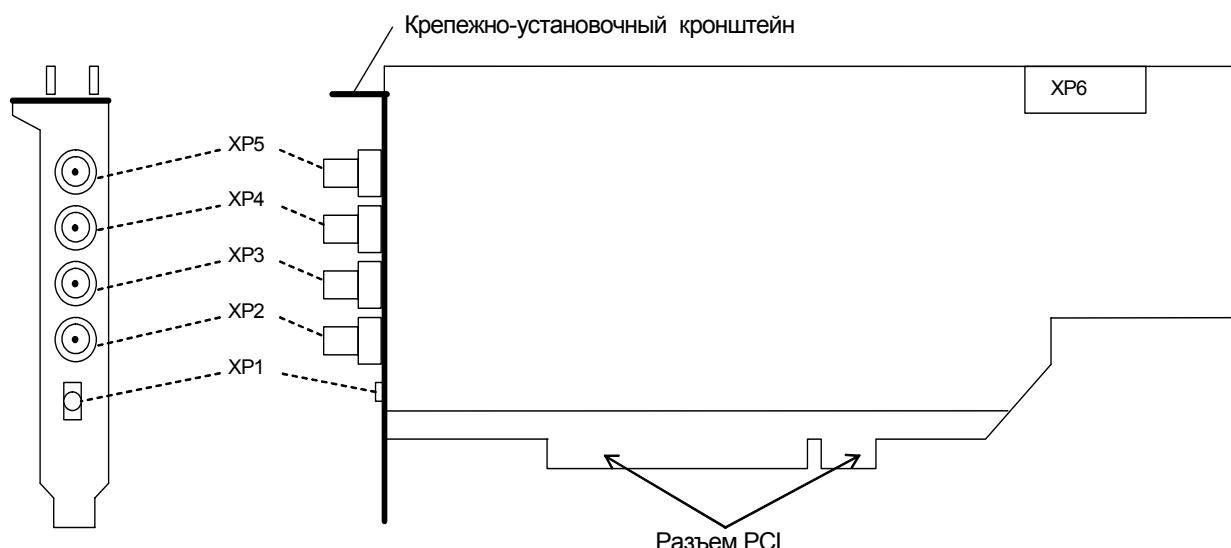 Крепежно-установочный кронштейн
XP6
XP5
XP4
XP3
XP2
XP1
Разъем PCI